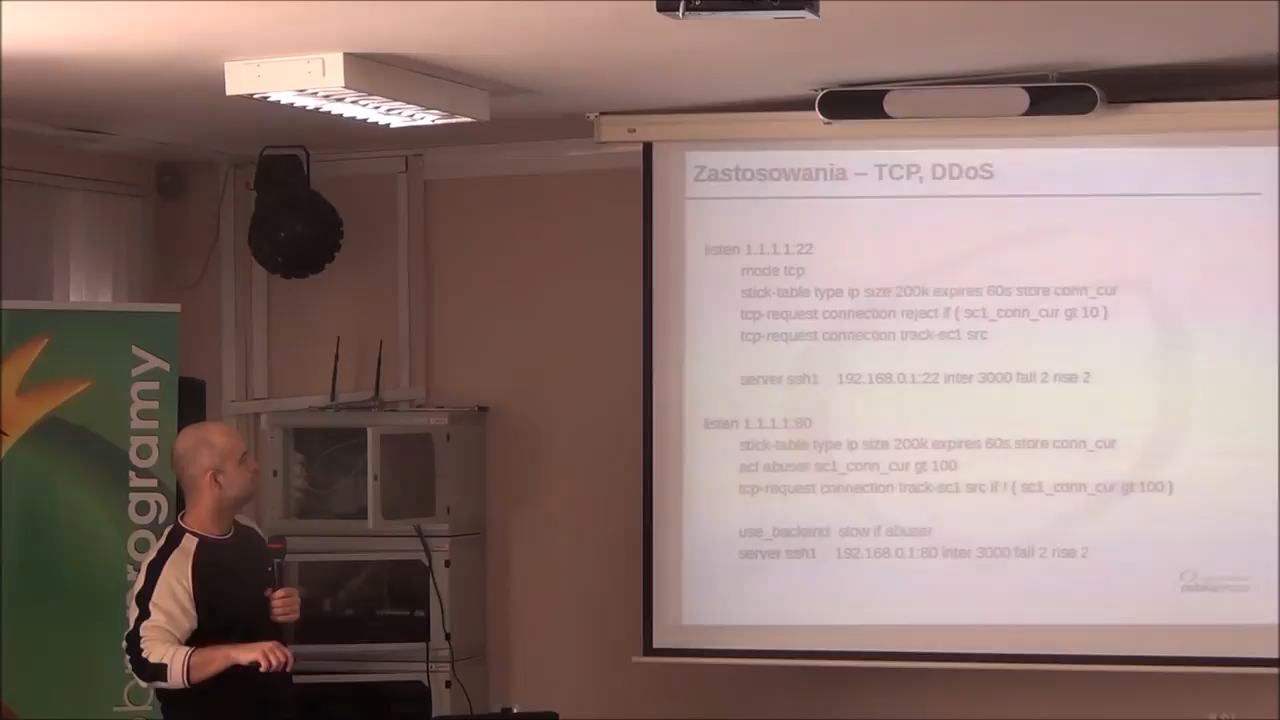 Zastosowania – TCP, DDoS
listen 1.1.1.1:22
mode tcp
stick-table type ip size 200k expires 60s store conn_cur
tcp-request connection reject if { sc1_conn_cur gt 10 }
tcp-request connection track-sc1 src
server ssh1 192.168.0.1:22 inter 3000 fall 2 rise 2
listen 1.1.1.1:80
stick-table type ip size 200k expires 60s store conn_cur
acl abuser sc1_conn_cur gt 100
tcp-request connection track-sc1 src if ! { sc1_conn_cur gt 100 }
use_backend slow if abuser
server ssh1 192.168.0.1:80 inter 3000 fall 2 rise 2
programy